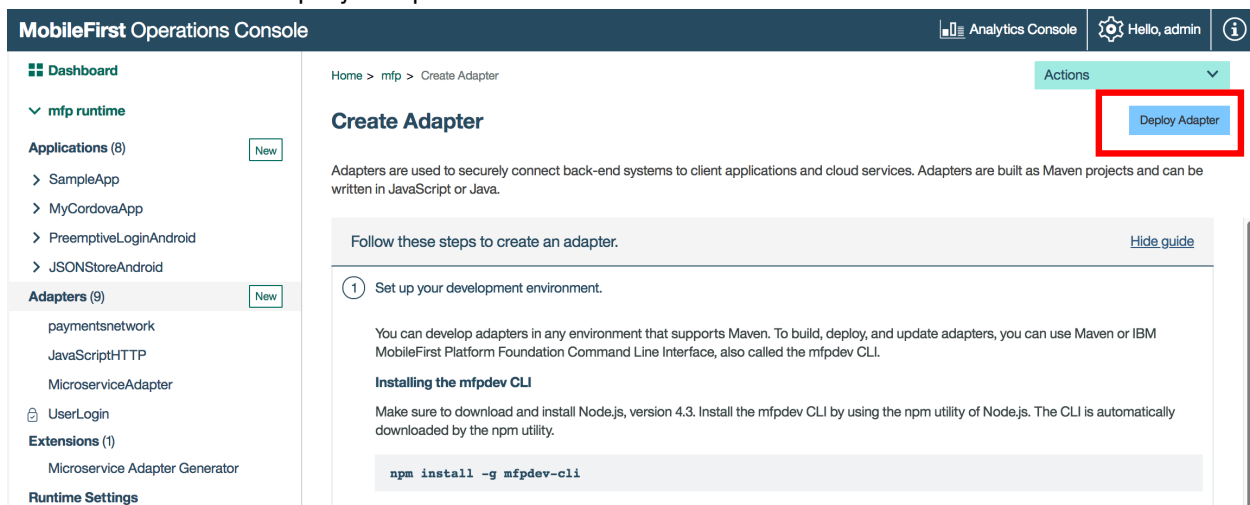 MobileFirst Operations Console
Analytics Console
Hello, admin
Dashboard
mfp runtime
Applications (8)
New
SampleApp
MyCordovaApp
PreemptiveLoginAndroid
JSONStoreAndroid
Adapters (9)
New
paymentsnetwork
JavaScriptHTTP
MicroserviceAdapter
UserLogin
Extensions (1)
Microservice Adapter Generator
Runtime Settings
Home > mfp > Create Adapter
Actions
Create Adapter
Deploy Adapter
Adapters are used to securely connect back-end systems to client applications and cloud services. Adapters are built as Maven projects and can be
written in JavaScript or Java.
Follow these steps to create an adapter.
Hide guide
1 Set up your development environment.
You can develop adapters in any environment that supports Maven. To build, deploy, and update adapters, you can use Maven or IBM
MobileFirst Platform Foundation Command Line Interface, also called the mfpdev CLI.
Installing the mfpdev CLI
Make sure to download and install Node.js, version 4.3. Install the mfpdev CLI by using the npm utility of Node.js. The CLI is automatically
downloaded by the npm utility.
npm install -g mfpdev-cli